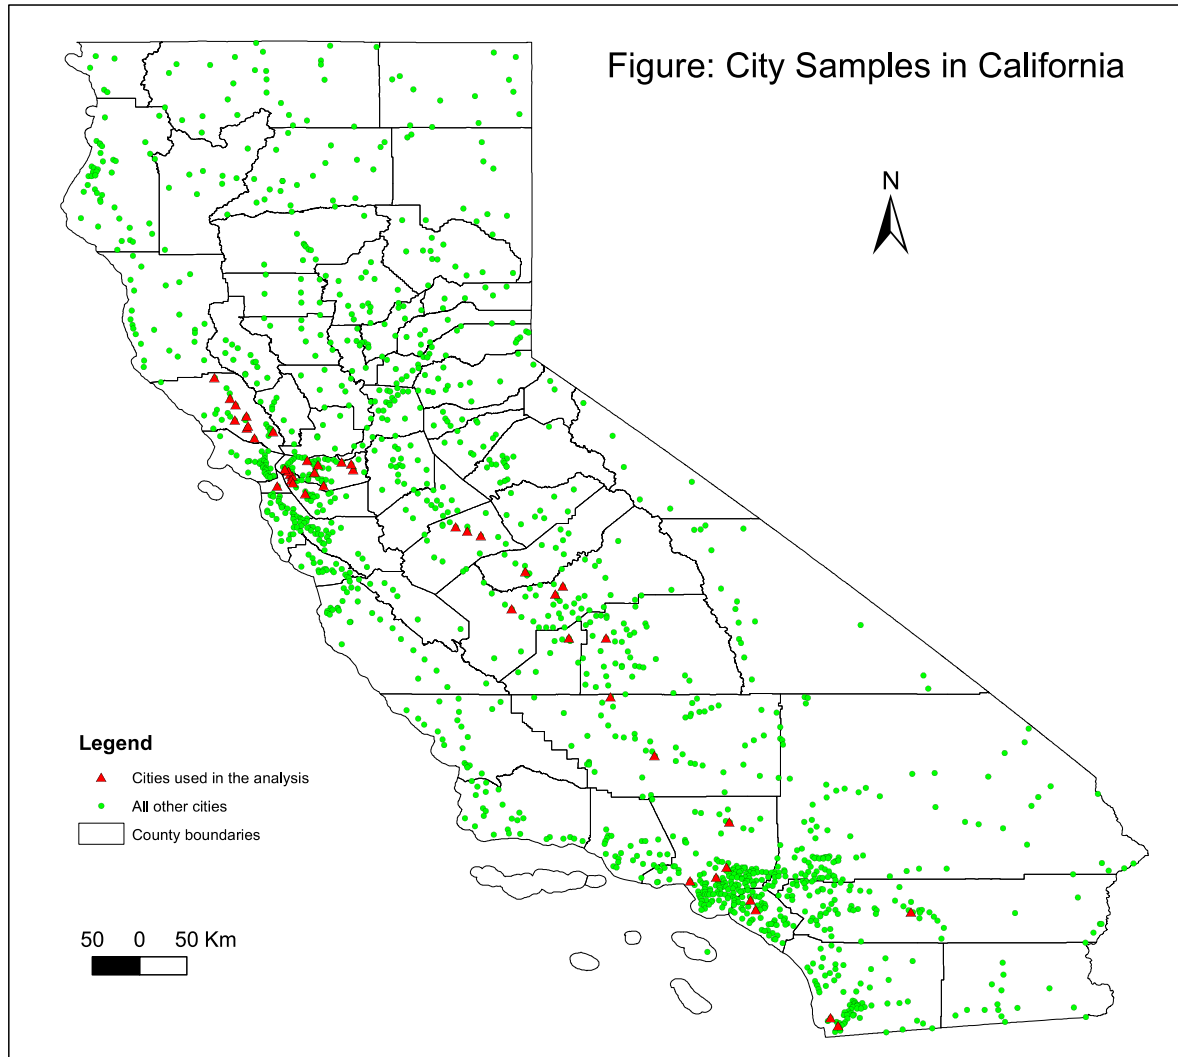 Figure: City Samples in California
N
Legend
Cities used in the analysis
All other cities
County boundaries
50 0 50 Km